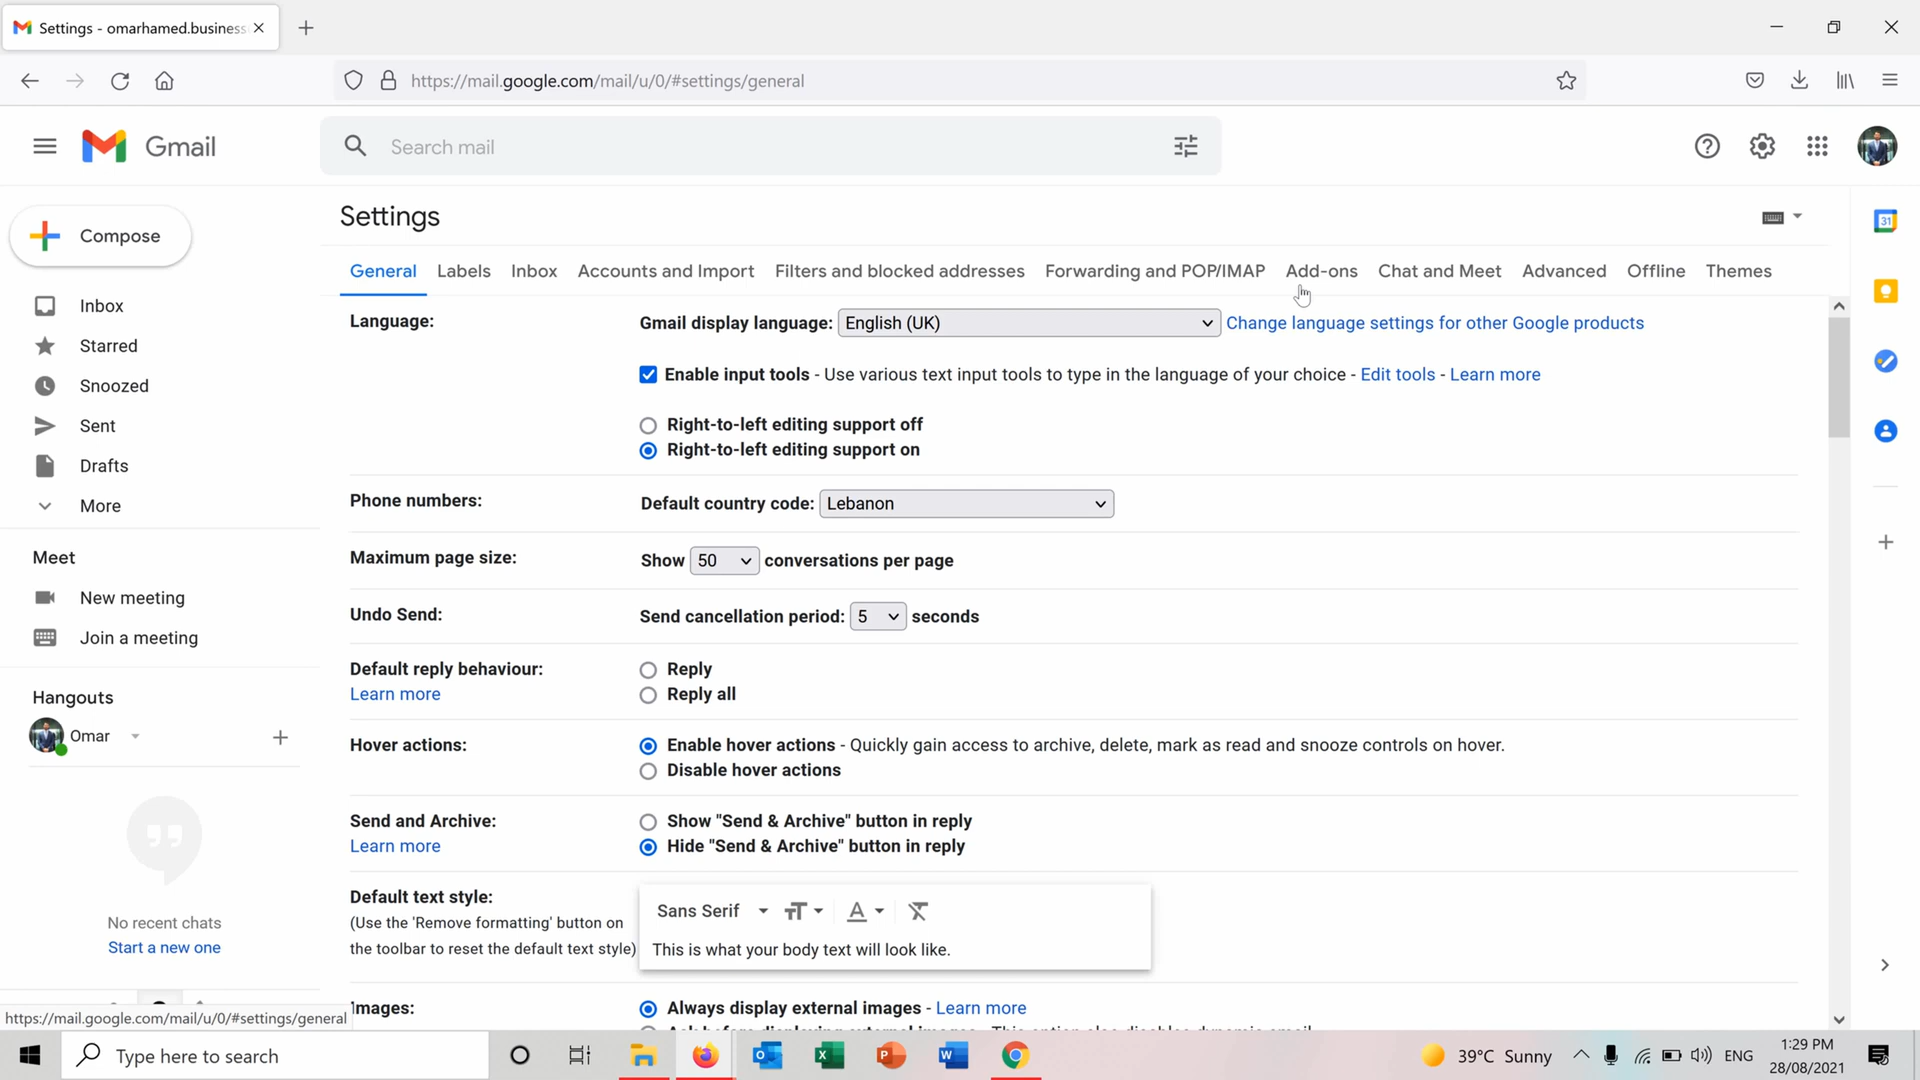 Settings - omarhamed.business
https://mail.google.com/mail/u/0/#settings/general
Gmail
Search mail
Compose
Inbox
Starred
Snoozed
Sent
Drafts
More
Meet
New meeting
Join a meeting
Hangouts
Omar
No recent chats
Start a new one
Settings
General Labels Inbox Accounts and Import Filters and blocked addresses Forwarding and POP/IMAP Add-ons Chat and Meet Advanced Offline Themes
Language:
Gmail display language: English (UK) Change language settings for other Google products
Enable input tools - Use various text input tools to type in the language of your choice - Edit tools - Learn more
Right-to-left editing support off
Right-to-left editing support on
Phone numbers:
Default country code: Lebanon
Maximum page size:
Show 50 conversations per page
Undo Send:
Send cancellation period: 5 seconds
Default reply behaviour:
Learn more
Reply
Reply all
Hover actions:
Enable hover actions - Quickly gain access to archive, delete, mark as read and snooze controls on hover.
Disable hover actions
Send and Archive:
Learn more
Show "Send & Archive" button in reply
Hide "Send & Archive" button in reply
Default text style:
(Use the 'Remove formatting' button on
the toolbar to reset the default text style)
Sans Serif
This is what your body text will look like.
Images:
Always display external images - Learn more
31
https://mail.google.com/mail/u/0/#settings/general
Type here to search
39°C Sunny
ENG
1:29 PM
28/08/2021